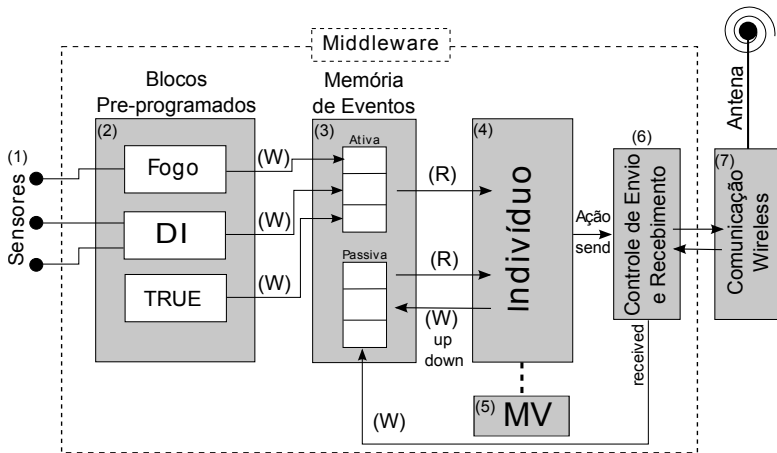 Middleware
Blocos
Pre-programados
Memória
de Eventos
(1)
Sensores
(2)
Fogo
DI
TRUE
(W)
(W)
(W)
(3)
Ativa
Passiva
(R)
(R)
(W)
up
down
(4)
Indivíduo
(5)
MV
Ação
send
(6)
Controle de Envio
e Recebimento
received
(W)
(7)
Comunicação
Wireless
Antena